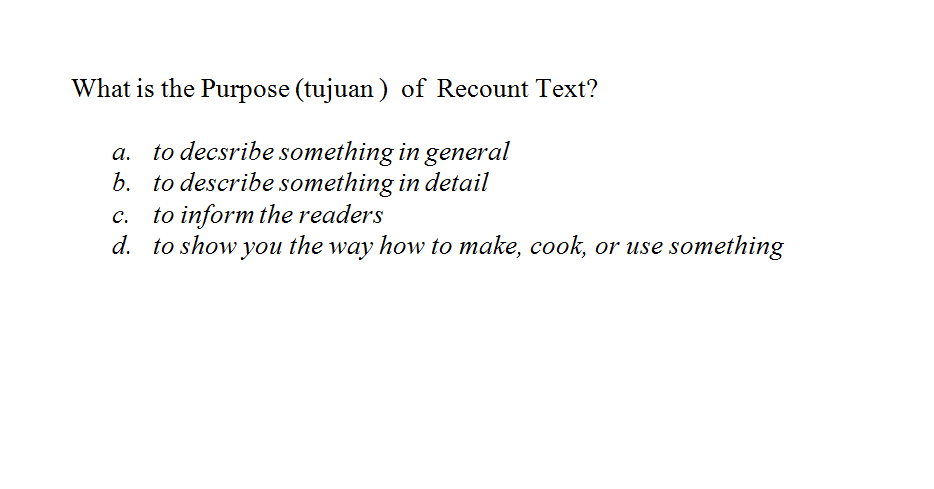 What is the Purpose (tujuan ) of Recount Text?
a. to decsribe something in general
b. to describe something in detail
c. to inform the readers
d. to show you the way how to make, cook, or use something